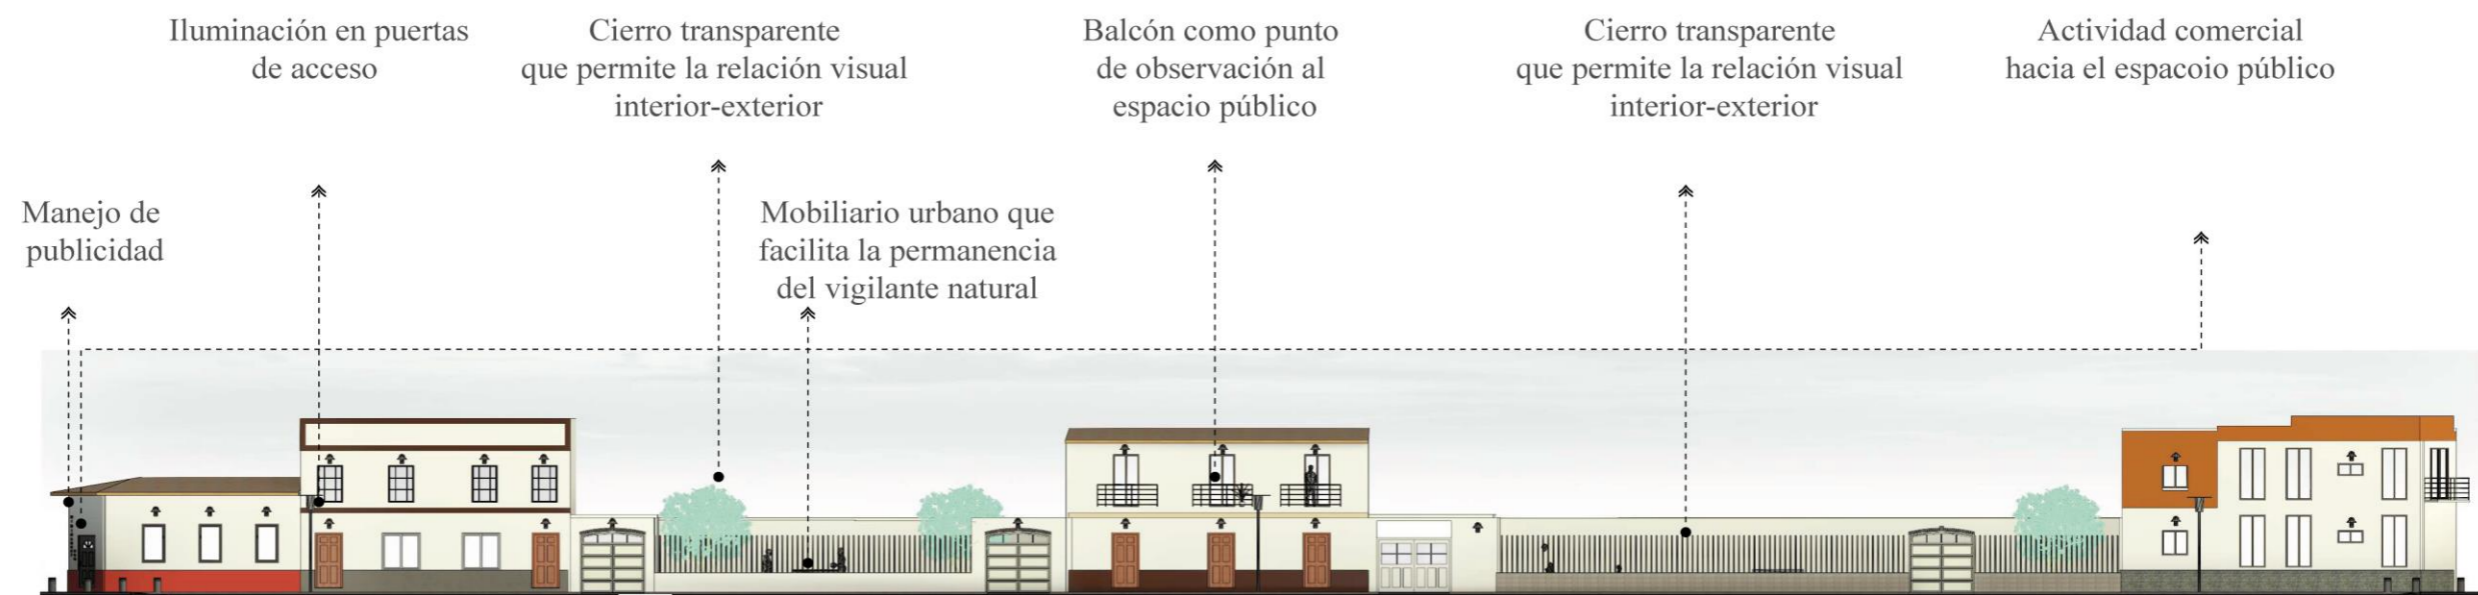 Iluminación en puertas
de acceso
Cierro transparente
que permite la relación visual
interior-exterior
Balcón como punto
de observación al
espacio público
Cierro transparente
que permite la relación visual
interior-exterior
Actividad comercial
hacia el espacoio público
Manejo de
publicidad
Mobiliario urbano que
facilita la permanencia
del vigilante natural